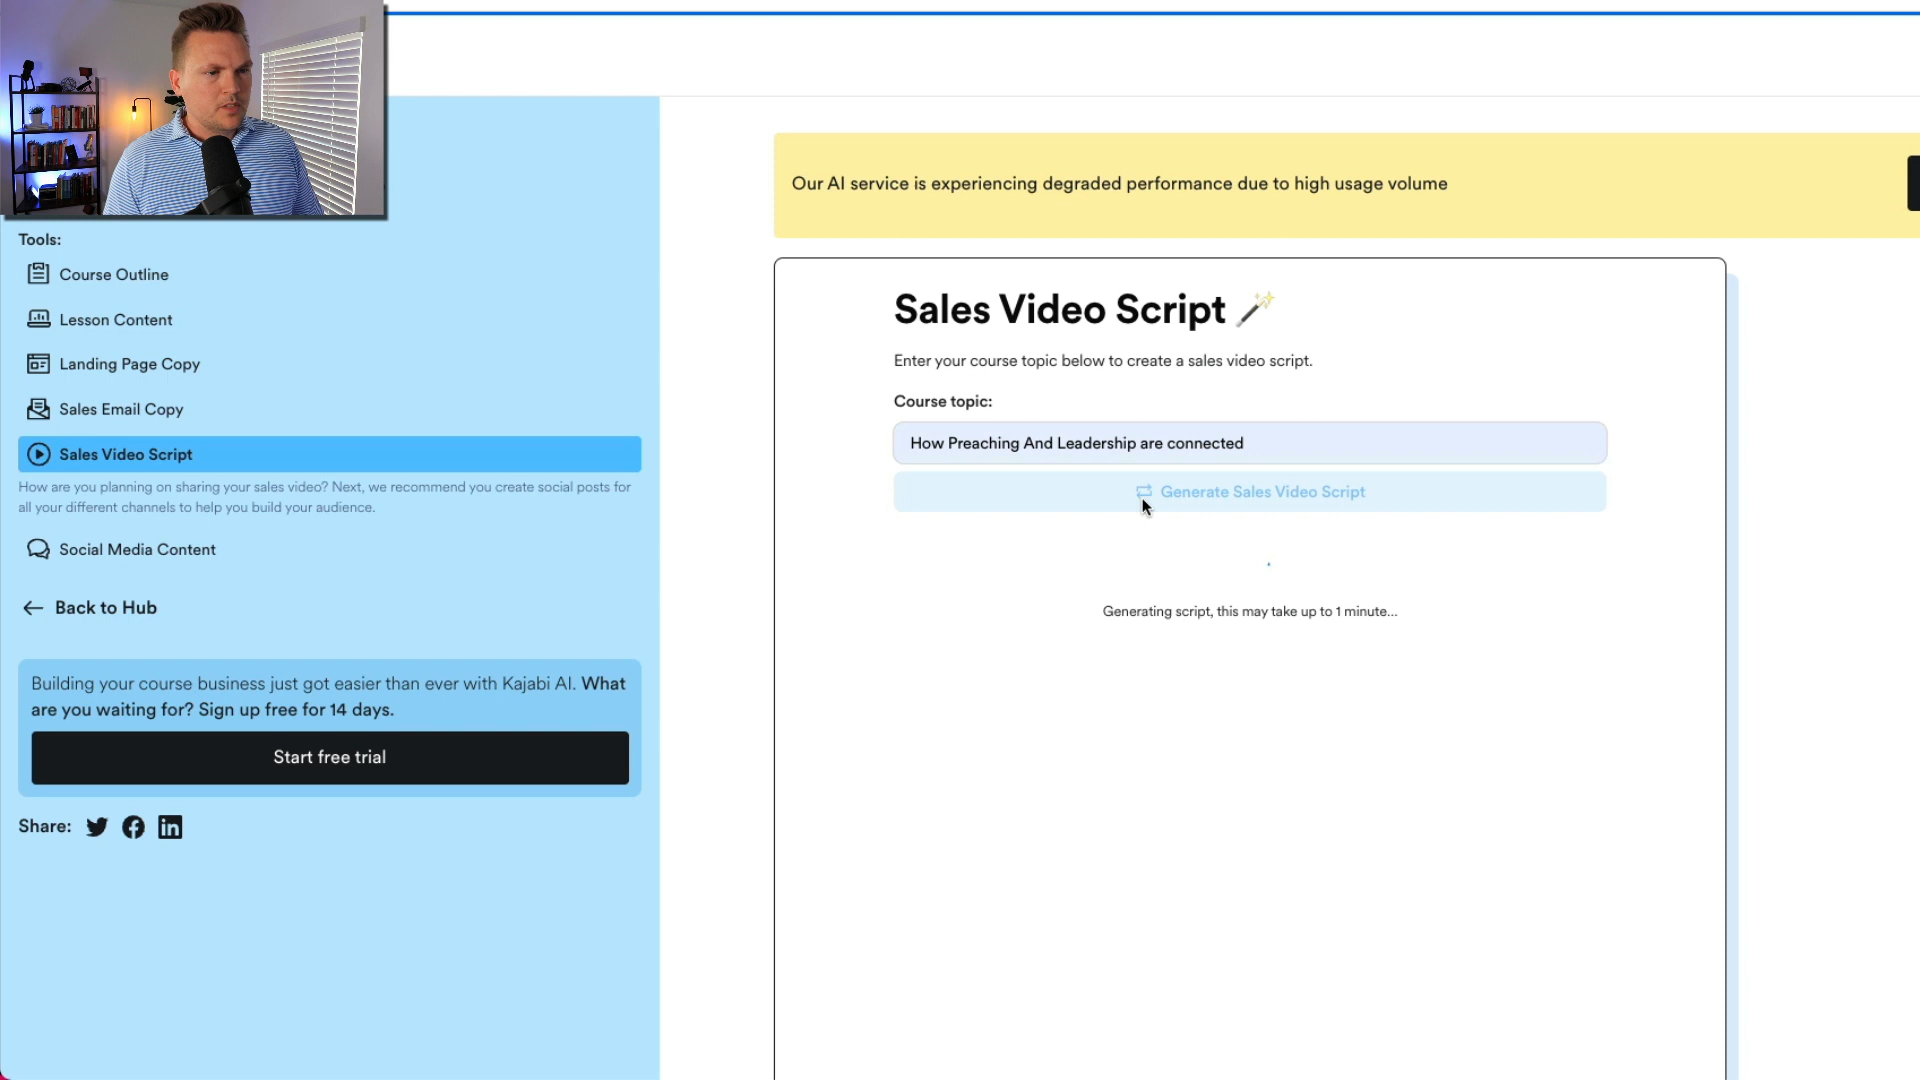 Tools:
Course Outline
Lesson Content
Landing Page Copy
Sales Email Copy
Sales Video Script
How are you planning on sharing your sales video? Next, we recommend you create social posts for
all your different channels to help you build your audience.
Social Media Content
Back to Hub
Building your course business just got easier than ever with Kajabi AI. What
are you waiting for? Sign up free for 14 days.
Start free trial
Share:
Our AI service is experiencing degraded performance due to high usage volume
Sales Video Script
Enter your course topic below to create a sales video script.
Course topic:
How Preaching And Leadership are connected
Generate Sales Video Script
Generating script, this may take up to 1 minute...